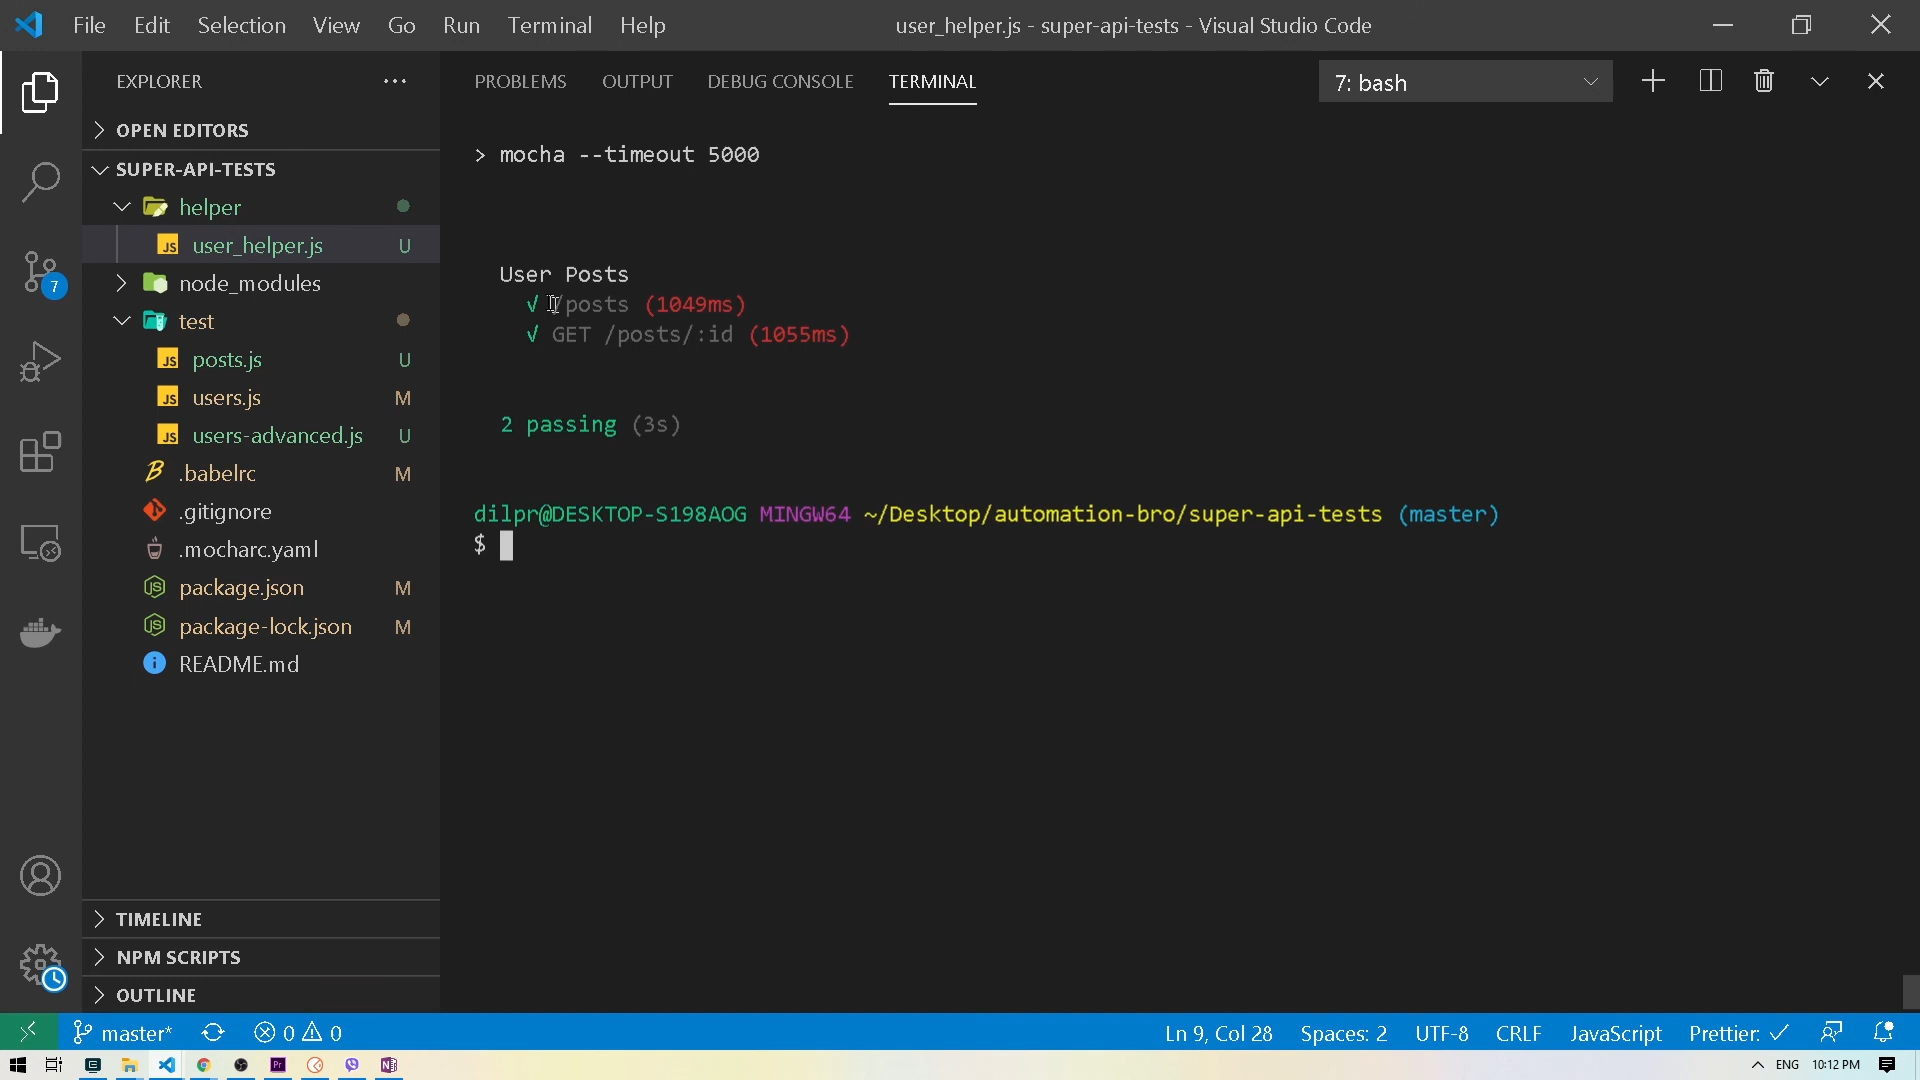 File Edit Selection View Go Run Terminal Help
user_helper.js - super-api-tests - Visual Studio Code
EXPLORER
OPEN EDITORS
SUPER-API-TESTS
helper
user_helper.js U
node_modules
test
posts.js U
users.js M
users-advanced.js U
.babelrc M
.gitignore
.mocharc.yaml
package.json M
package-lock.json M
README.md
TIMELINE
NPM SCRIPTS
OUTLINE
7
PROBLEMS OUTPUT DEBUG CONSOLE TERMINAL
7: bash
> mocha --timeout 5000
User Posts
√ /posts (1049ms)
√ GET /posts/:id (1055ms)
2 passing (3s)
dilpr@DESKTOP-S198AOG MINGW64 ~/Desktop/automation-bro/super-api-tests (master)
$
master* 0 0
Ln 9, Col 28 Spaces: 2 UTF-8 CRLF JavaScript Prettier: ✓
ENG 10:12 PM